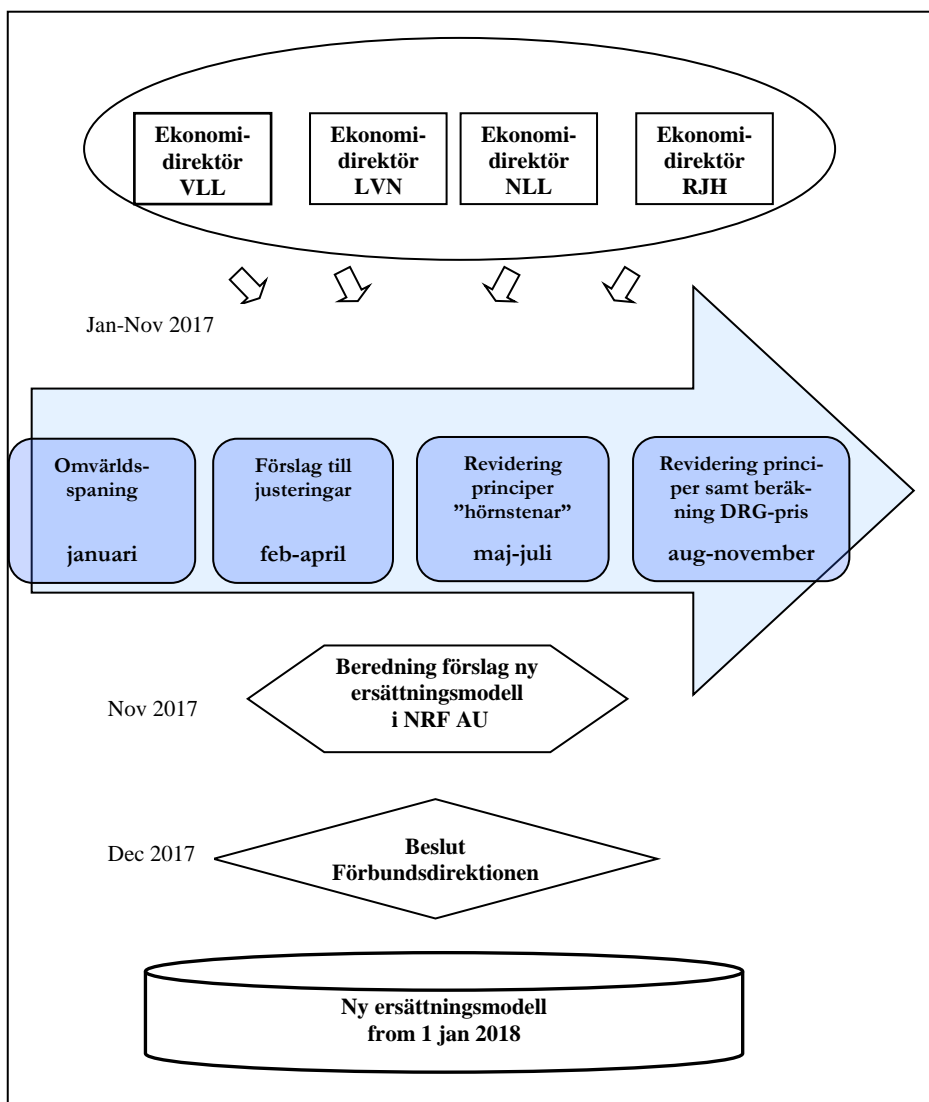 Ekonomi-
direktör
VLL
Ekonomi-
direktör
LVN
Ekonomi-
direktör
NLL
Ekonomi-
direktör
RJH
Jan-Nov 2017
Omvärlds-
spaning
januari
Förslag till
justeringar
feb-april
Revidering
principer
”hörnstenar”
maj-juli
Revidering princi-
per samt beräk-
ning DRG-pris
aug-november
Nov 2017
Beredning förslag ny
ersättningsmodell
i NRF AU
Dec 2017
Beslut
Förbundsdirektionen
Ny ersättningsmodell
from 1 jan 2018